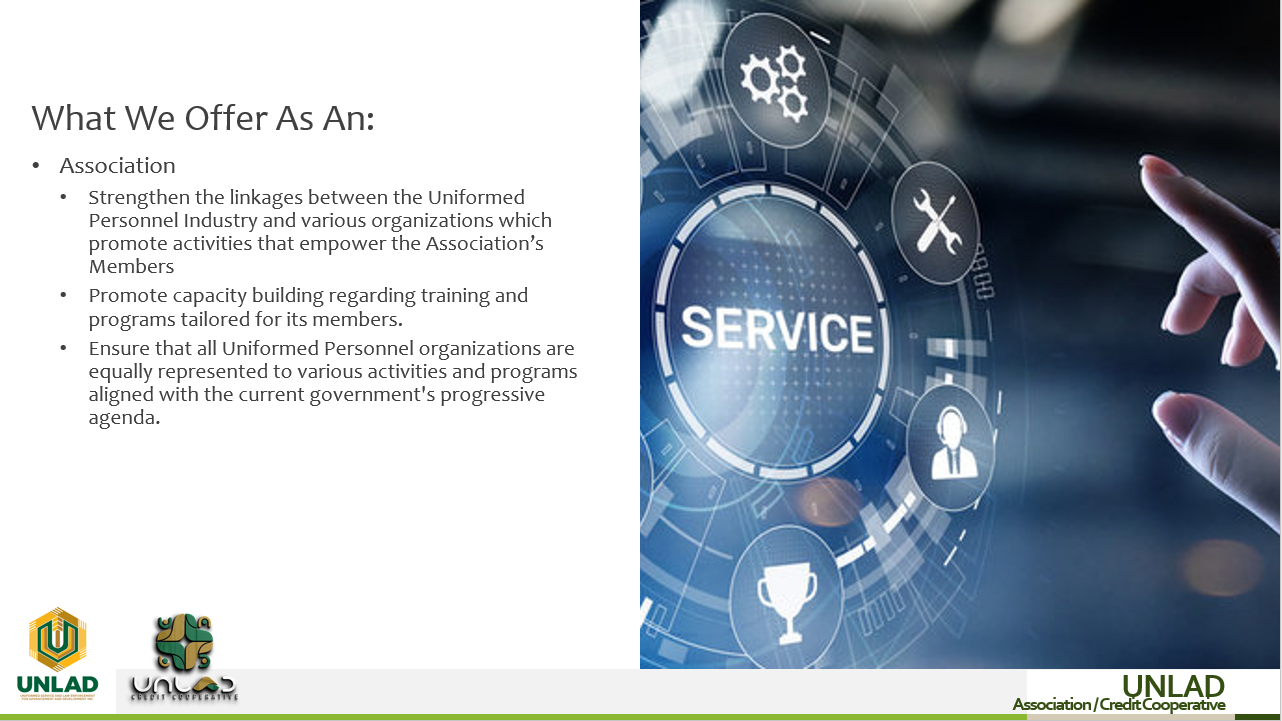 What We Offer As An:
• Association
• Strengthen the linkages between the Uniformed
Personnel Industry and various organizations which
promote activities that empower the Association’s
Members
• Promote capacity building regarding training and
programs tailored for its members.
• Ensure that all Uniformed Personnel organizations are
equally represented to various activities and programs
aligned with the current government's progressive
agenda.
SERVICE
UNLAD
UNLAD
CREDIT COOPERATIVE
UNLAD
Association / Credit Cooperative